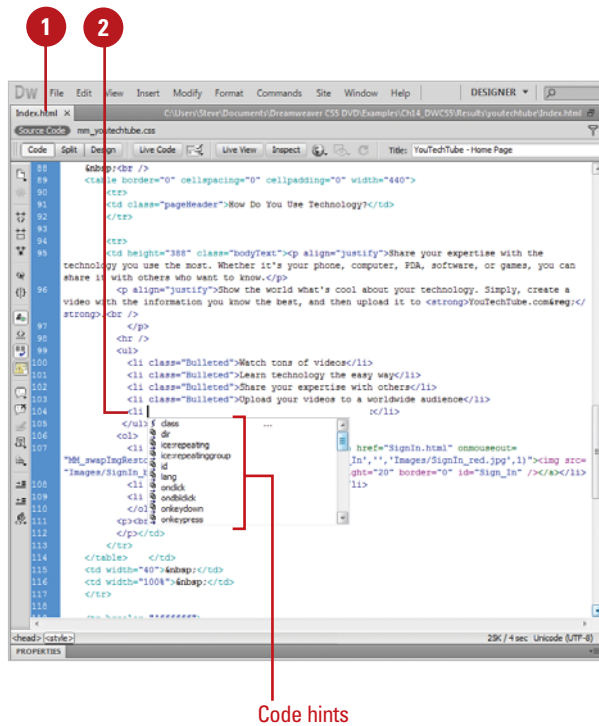 1 2
DW File Edit View Insert Modify Format Commands Site Window Help DESIGNER
Index.html × C:\Users\Steve\Documents\Dreamweaver CS5 DVD\Examples\Ch14_DWCS5\Results\youtechtube\Index.html
Source Code mm_youtechtube.css
Code Split Design Live Code Live View Inspect Title: YouTechTube - Home Page
88 &nbsp;<br />
89 <table border="0" cellspacing="0" cellpadding="0" width="440">
90 <tr>
91 <td class="pageHeader">How Do You Use Technology?</td>
92 </tr>
93
94 <tr>
95 <td height="388" class="bodyText"><p align="justify">Share your expertise with the
technology you use the most. Whether it's your phone, computer, PDA, software, or games, you can
share it with others who want to know.</p>
96 <p align="justify">Show the world what's cool about your technology. Simply, create a
video with the information you know the best, and then upload it to <strong>YouTechTube.com&reg;</
strong>.<br />
97 </p>
98 <hr />
99 <ul>
100 <li class="Bulleted">Watch tons of videos</li>
101 <li class="Bulleted">Learn technology the easy way</li>
102 <li class="Bulleted">Share your expertise with others</li>
103 <li class="Bulleted">Upload your videos to a worldwide audience</li>
104 <li </li>
105 </ul> class ...
106 <ol> dir
107 <li ice:repeating href="SignIn.html" onmouseout=
"MM_swapImgResto ice:repeatinggroup _In','','Images/SignIn_red.jpg',1)"><img src=
"Images/SignIn_ id ght="20" border="0" id="Sign_In" /></a></li>
108 <li lang li>
109 <li onclick
110 </ol ondblclick
111 <p><br onkeydown
112 </p></td> onkeypress
113 </tr>
114 </table> </td>
115 <td width="40">&nbsp;</td>
116 <td width="100%">&nbsp;</td>
117 </tr>
118
<head> <style> 25K / 4 sec Unicode (UTF-8)
PROPERTIES
Code hints